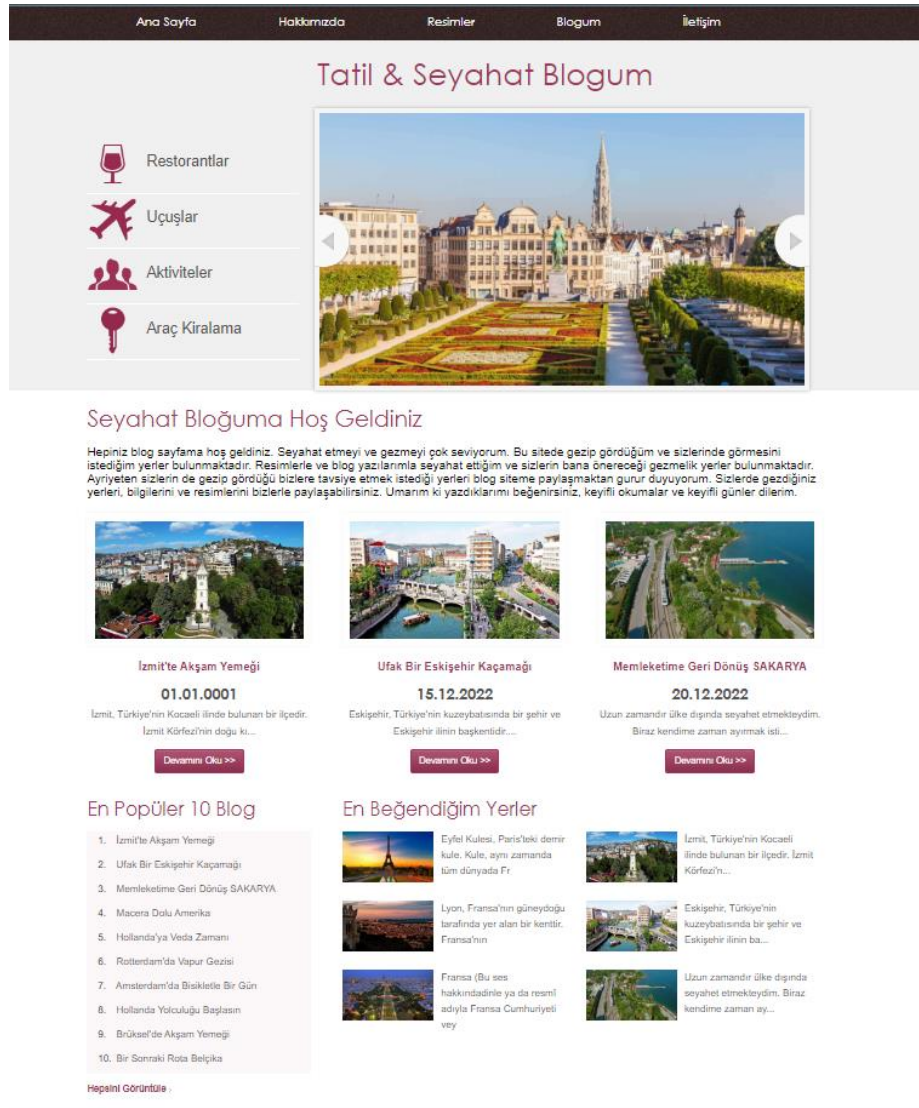 Ana Sayfa Hakkımızda Resimler Blogum İletişim
Tatil & Seyahat Blogum
Restorantlar
Uçuşlar
Aktiviteler
Araç Kiralama
Seyahat Bloğuma Hoş Geldiniz
Hepiniz blog sayfama hoş geldiniz. Seyahat etmeyi ve gezmeyi çok seviyorum. Bu sitede gezip gördüğüm ve sizlerinde görmesini
istediğim yerler bulunmaktadır. Resimlerle ve blog yazılarımla seyahat ettiğim ve sizlerin bana önereceği gezmelik yerler bulunmaktadır.
Ayriyeten sizlerin de gezip gördüğü bizlere tavsiye etmek istediği yerleri blog siteme paylaşmaktan gurur duyuyorum. Sizlerde gezdiğiniz
yerleri, bilgilerini ve resimlerini bizlerle paylaşabilirsiniz. Umarım ki yazdıklarımı beğenirsiniz, keyifli okumalar ve keyifli günler dilerim.
İzmit'te Akşam Yemeği
01.01.0001
İzmit, Türkiye'nin Kocaeli ilinde bulunan bir ilçedir.
İzmit Körfezi'nin doğu kı...
Devamını Oku >>
Ufak Bir Eskişehir Kaçamağı
15.12.2022
Eskişehir, Türkiye'nin kuzeybatısında bir şehir ve
Eskişehir ilinin başkentidir....
Devamını Oku >>
Memleketime Geri Dönüş SAKARYA
20.12.2022
Uzun zamandır ülke dışında seyahet etmekteydim.
Biraz kendime zaman ayırmak isti...
Devamını Oku >>
En Popüler 10 Blog
1. İzmit'te Akşam Yemeği
2. Ufak Bir Eskişehir Kaçamağı
3. Memleketime Geri Dönüş SAKARYA
4. Macera Dolu Amerika
5. Hollanda'ya Veda Zamanı
6. Rotterdam'da Vapur Gezisi
7. Amsterdam'da Bisikletle Bir Gün
8. Hollanda Yolculuğu Başlasın
9. Brüksel'de Akşam Yemeği
10. Bir Sonraki Rota Belçika
Hepsini Görüntüle
En Beğendiğim Yerler
Eyfel Kulesi, Paris'teki demir
kule. Kule, aynı zamanda
tüm dünyada Fr
Lyon, Fransa'nın güneydoğu
tarafında yer alan bir kenttir.
Fransa'nın
Fransa (Bu ses
hakkındadinle ya da resmî
adıyla Fransa Cumhuriyeti
vey
İzmit, Türkiye'nin Kocaeli
ilinde bulunan bir ilçedir. İzmit
Körfezi'n...
Eskişehir, Türkiye'nin
kuzeybatısında bir şehir ve
Eskişehir ilinin ba...
Uzun zamandır ülke dışında
seyahet etmekteydim. Biraz
kendime zaman ay...